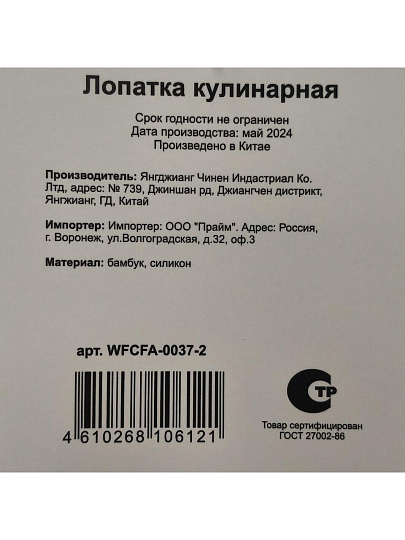 Лопатка кулинарная
Срок годности не ограничен
Дата производства: май 2024
Произведено в Китае
Производитель: Янгджианг Чинен Индастриал Ко.
Лтд, адрес: № 739, Джиншан рд, Джиангчен дистрикт,
Янгжианг, ГД, Китай
Импортер: Импортер: ООО "Прайм". Адрес: Россия,
г. Воронеж, ул.Волгоградская, д.32, оф.3
Материал: бамбук, силикон
арт. WFCFA-0037-2
4 610268 106121
СТР
Товар сертифицирован
ГОСТ 27002-86